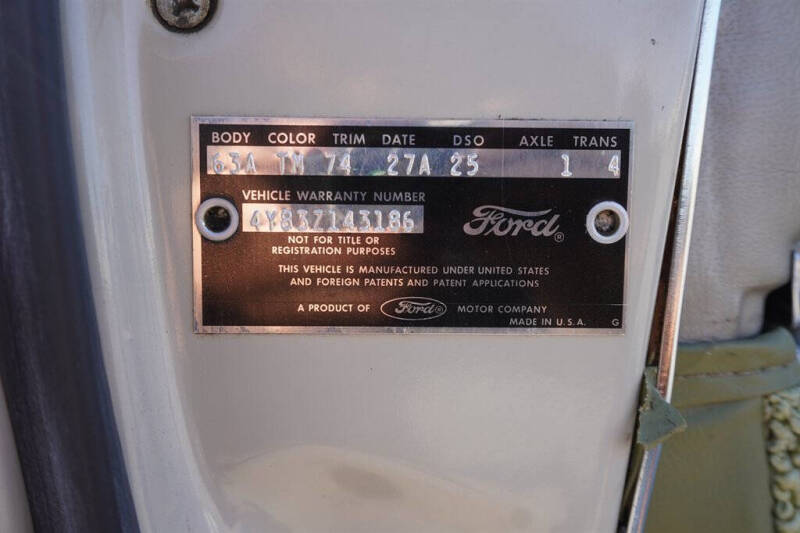 BODY COLOR TRIM DATE DSO AXLE TRANS
63A TM 74 27A 25 1 4
VEHICLE WARRANTY NUMBER
4Y83Z143186
Ford®
NOT FOR TITLE OR
REGISTRATION PURPOSES
THIS VEHICLE IS MANUFACTURED UNDER UNITED STATES
AND FOREIGN PATENTS AND PATENT APPLICATIONS
A PRODUCT OF Ford® MOTOR COMPANY
MADE IN U.S.A. G